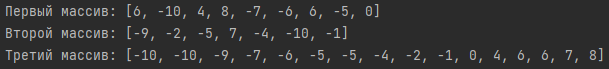 Первый массив: [6, -10, 4, 8, -7, -6, 6, -5, 0]
Второй массив: [-9, -2, -5, 7, -4, -10, -1]
Третий массив: [-10, -10, -9, -7, -6, -5, -5, -4, -2, -1, 0, 4, 6, 6, 7, 8]